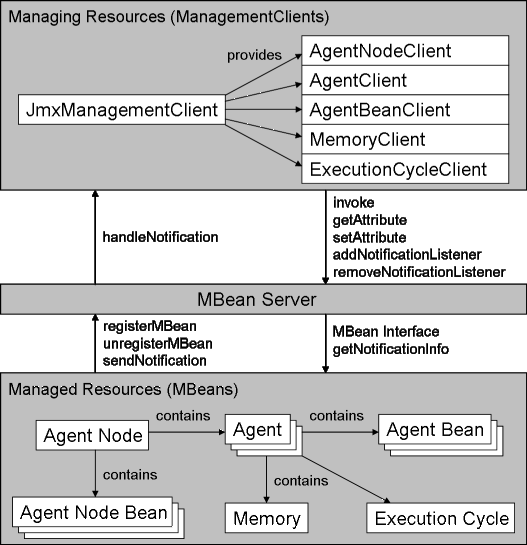 Managing Resources (ManagementClients)
provides
AgentNodeClient
AgentClient
JmxManagementClient
AgentBeanClient
MemoryClient
ExecutionCycleClient
handleNotification
invoke
getAttribute
setAttribute
addNotificationListener
removeNotificationListener
MBean Server
registerMBean
unregisterMBean
sendNotification
MBean Interface
getNotificationInfo
Managed Resources (MBeans)
contains
contains
Agent Node
Agent
Agent Bean
contains
contains
Agent Node Bean
Memory
Execution Cycle